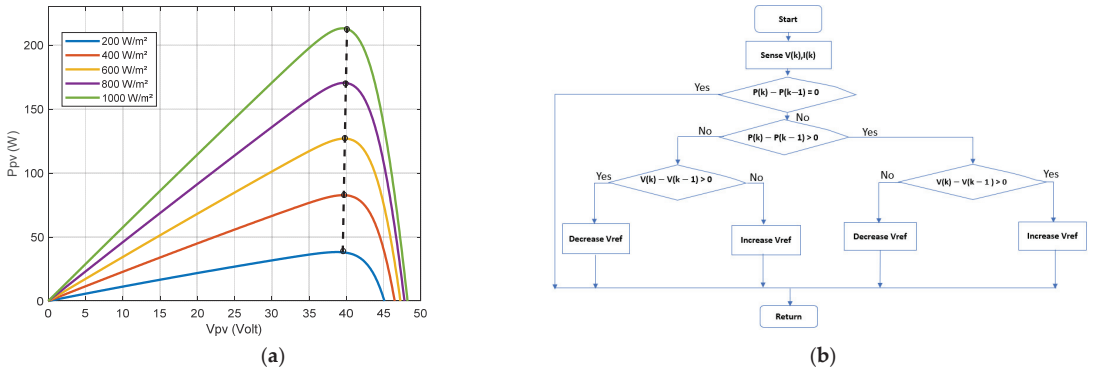 200 W/m²
400 W/m²
600 W/m²
800 W/m²
1000 W/m²
Ppv (W)
200
150
100
50
0
0 5 10 15 20 25 30 35 40 45 50
Vpv (Volt)
(a)
Start
Sense V(k),I(k)
Yes
P(k) − P(k−1) = 0
No
No
P(k) − P(k − 1) > 0
Yes
Yes
V(k) − V(k − 1) > 0
No
No
V(k) − V(k − 1 ) > 0
Yes
Decrease Vref
Increase Vref
Decrease Vref
Increase Vref
Return
(b)